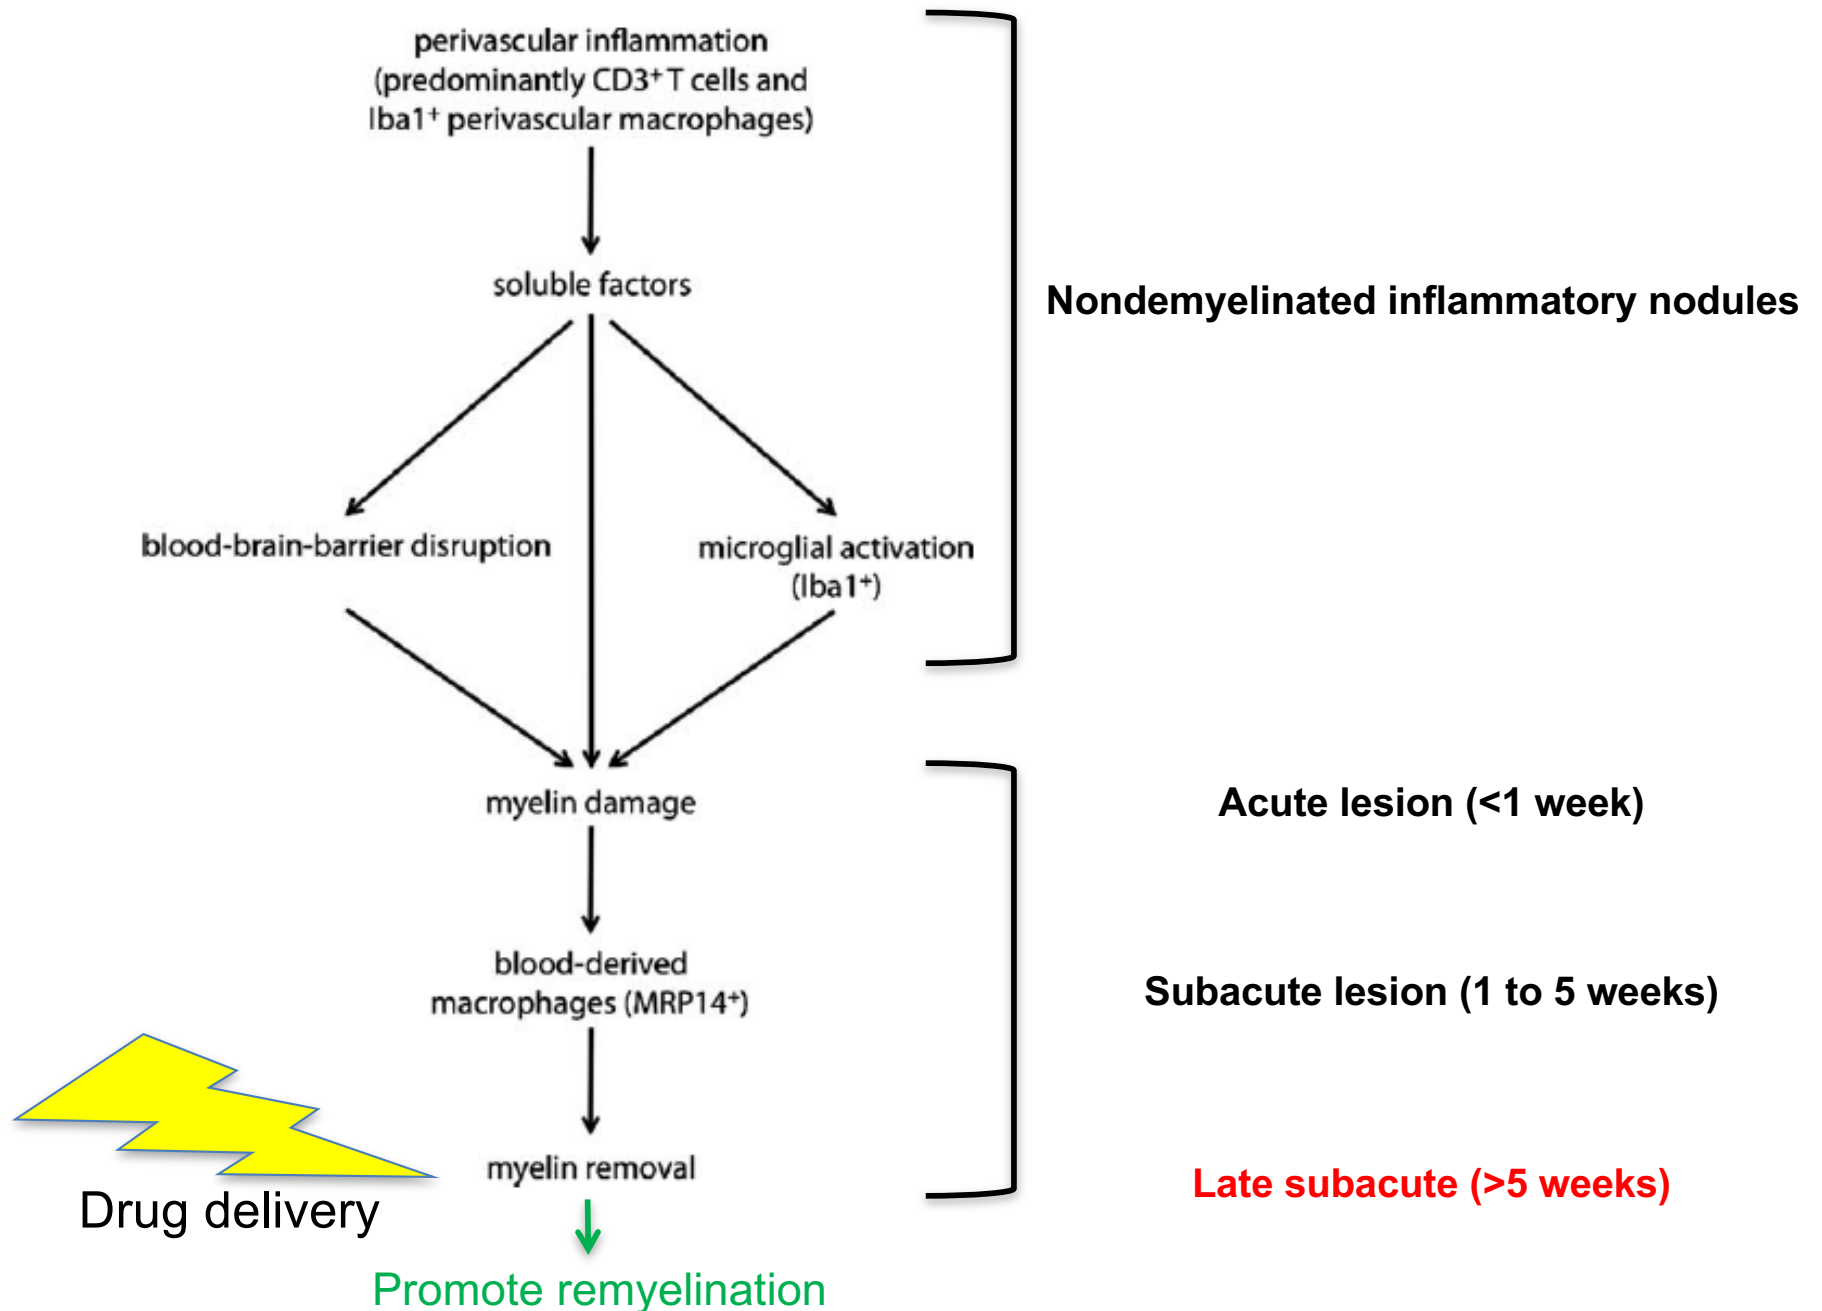 perivascular inflammation
(predominantly CD3⁺ T cells and
Iba1⁺ perivascular macrophages)
soluble factors
Nondemyelinated inflammatory nodules
blood-brain-barrier disruption
microglial activation
(Iba1⁺)
myelin damage
Acute lesion (<1 week)
blood-derived
macrophages (MRP14⁺)
Subacute lesion (1 to 5 weeks)
myelin removal
Late subacute (>5 weeks)
Drug delivery
Promote remyelination